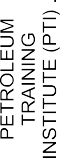 PETROLEUM
TRAINING
INSTITUTE (PTI) .